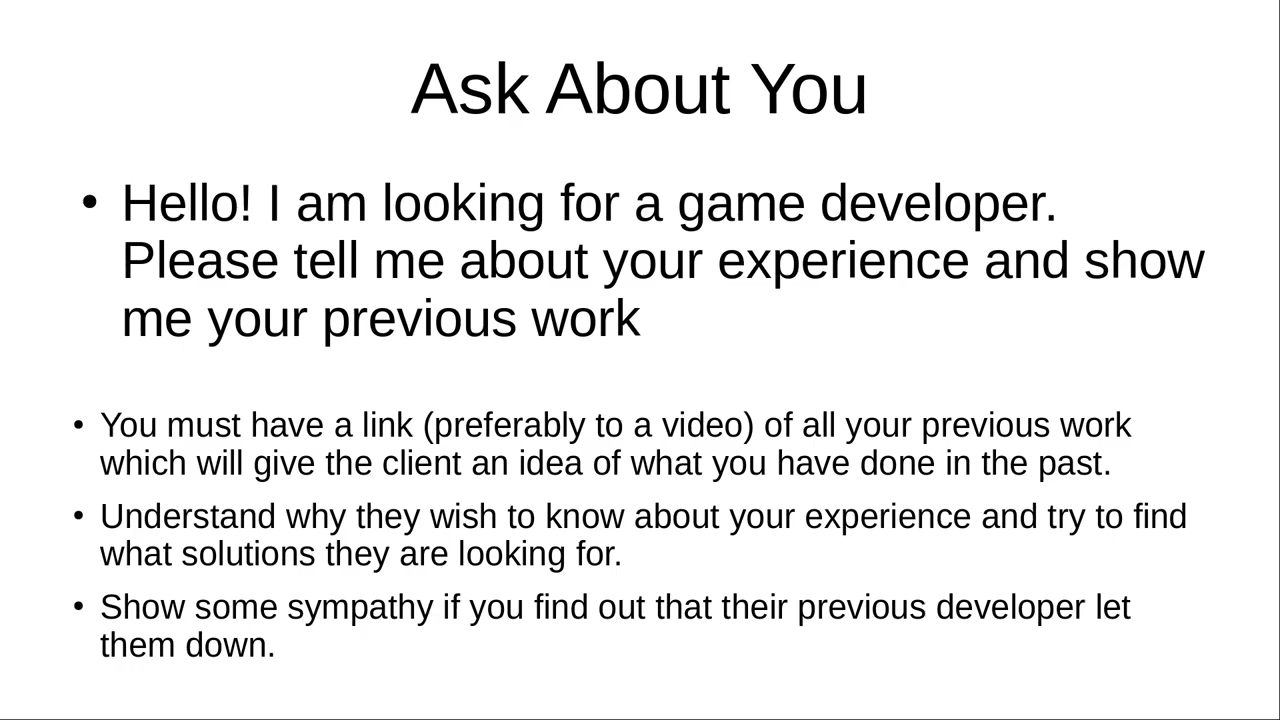 Ask About You
• Hello! I am looking for a game developer.
Please tell me about your experience and show
me your previous work
• You must have a link (preferably to a video) of all your previous work
which will give the client an idea of what you have done in the past.
• Understand why they wish to know about your experience and try to find
what solutions they are looking for.
• Show some sympathy if you find out that their previous developer let
them down.